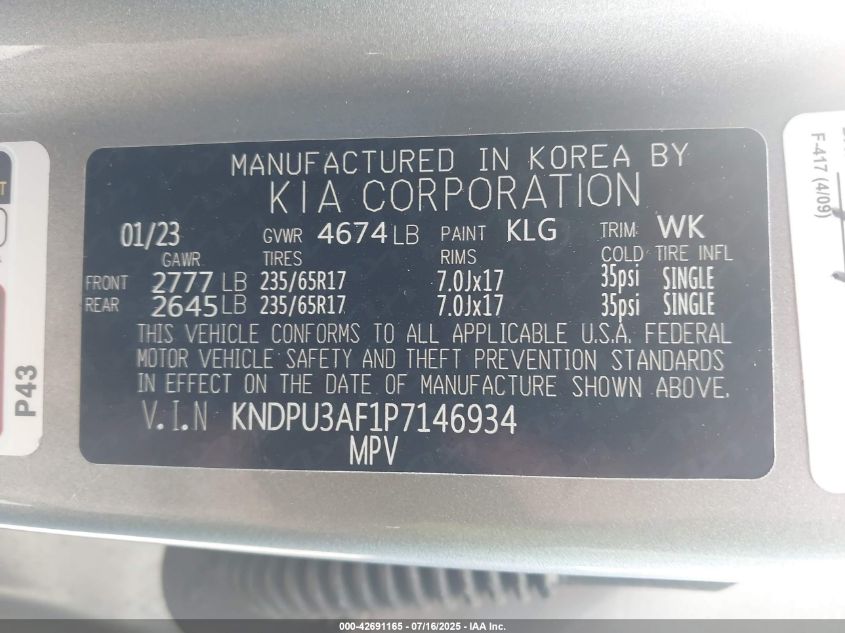 MANUFACTURED IN KOREA BY
KIA CORPORATION
01/23 GVWR 4674 LB PAINT KLG TRIM: WK
GAWR TIRES RIMS COLD TIRE INFL
FRONT 2777 LB 235/65R17 7.0Jx17 35psi SINGLE
REAR 2645 LB 235/65R17 7.0Jx17 35psi SINGLE
THIS VEHICLE CONFORMS TO ALL APPLICABLE U.S.A. FEDERAL
MOTOR VEHICLE SAFETY AND THEFT PREVENTION STANDARDS
IN EFFECT ON THE DATE OF MANUFACTURE SHOWN ABOVE.
V.I.N KNDPU3AF1P7146934
MPV
P43
F-417 (4/09)
000-42691165 - 07/16/2025 - IAA Inc.